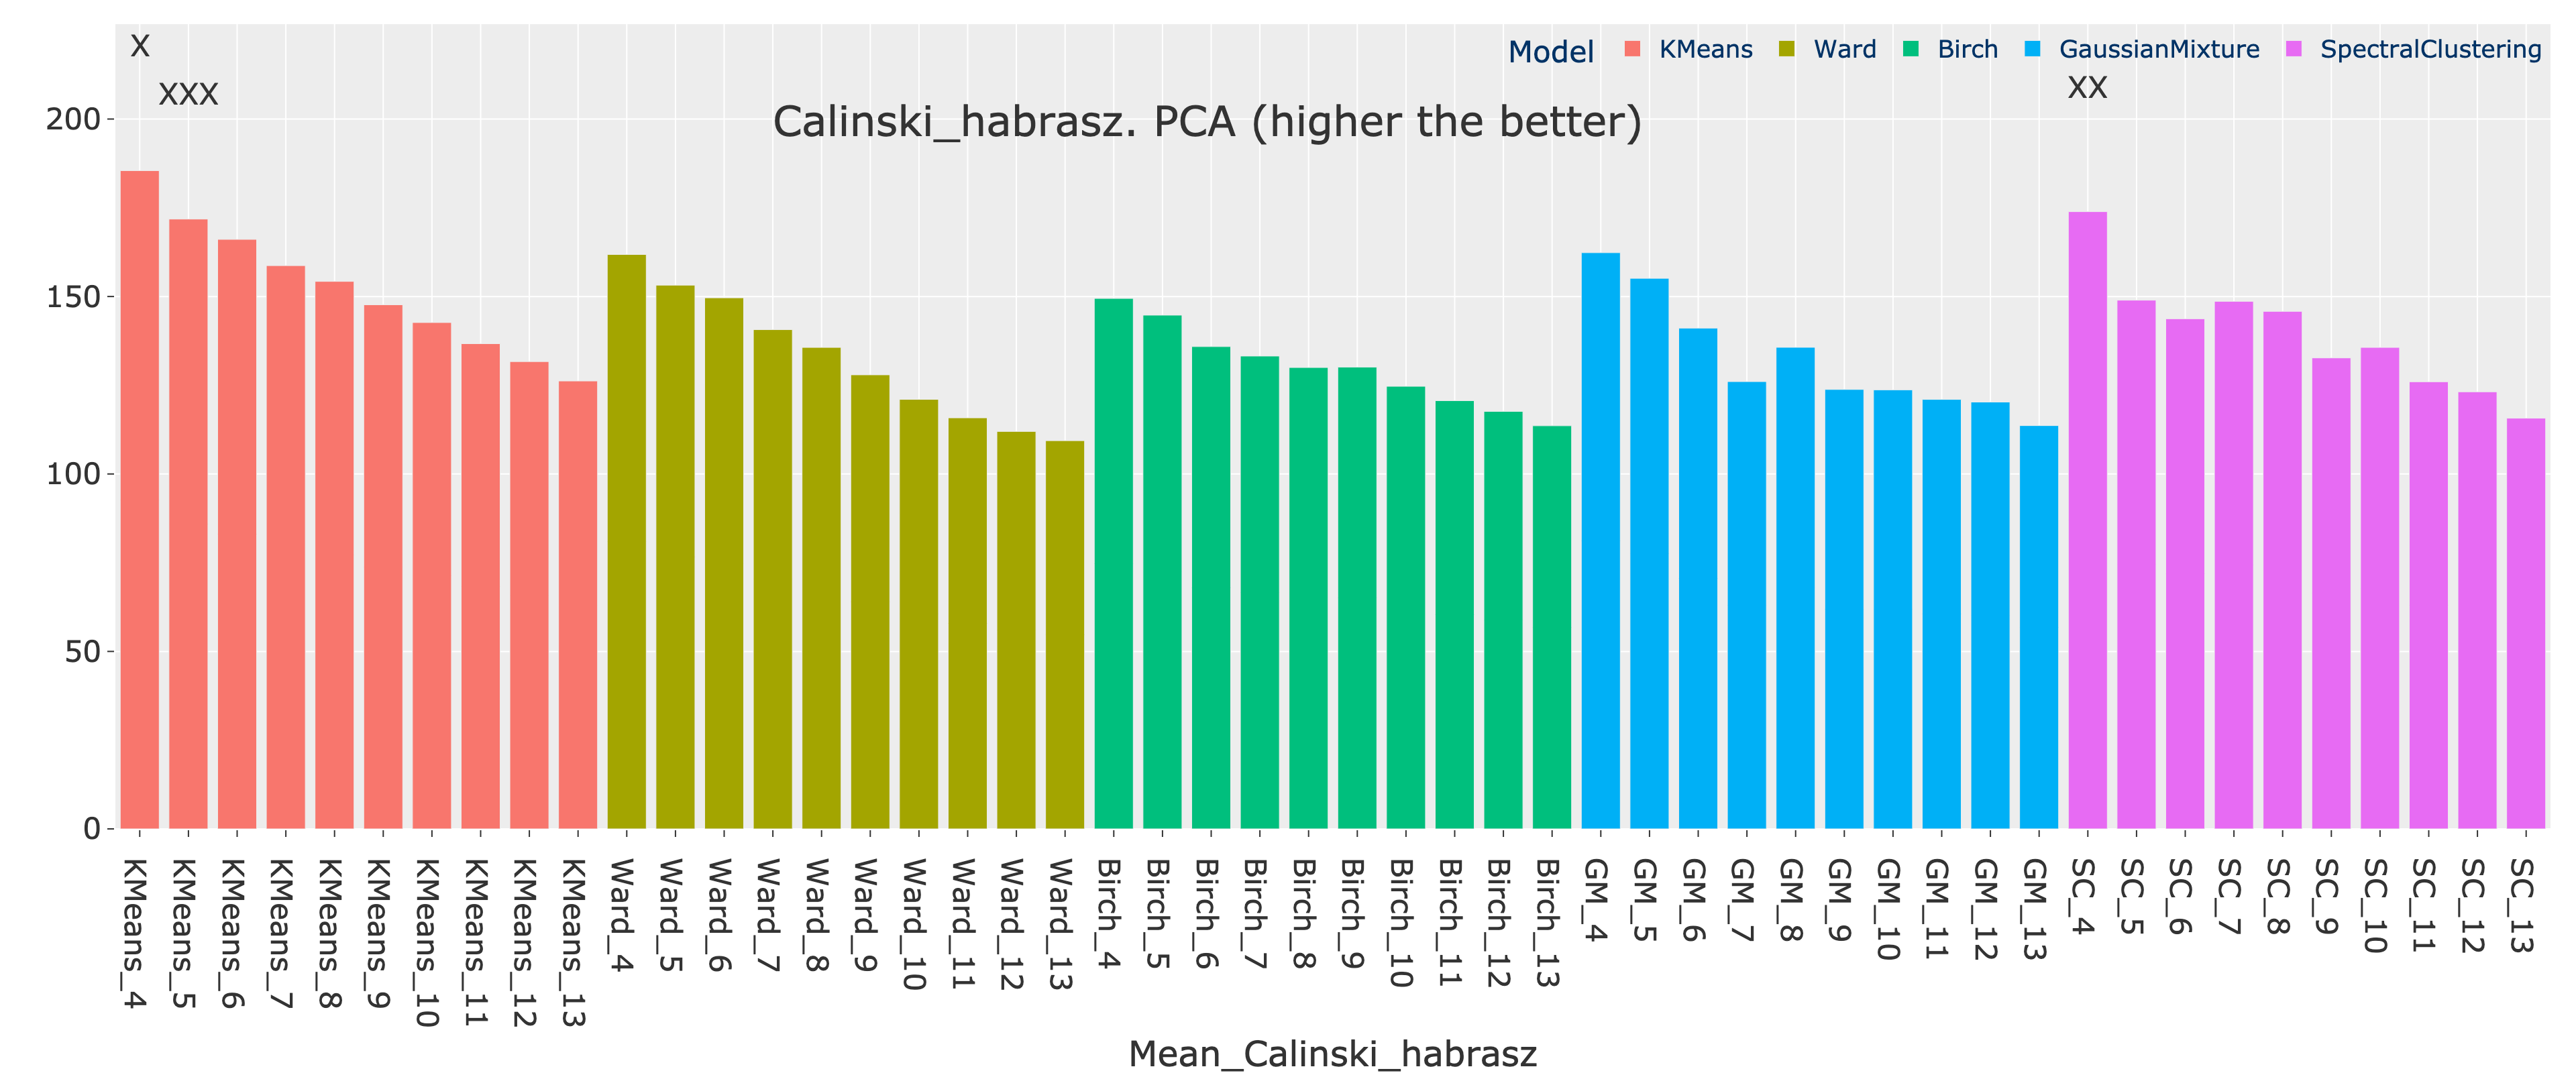 X
Model KMeans Ward Birch GaussianMixture SpectralClustering
XXX
XX
Calinski_habrasz. PCA (higher the better)
200
150
100
50
0
KMeans_4
KMeans_5
KMeans_6
KMeans_7
KMeans_8
KMeans_9
KMeans_10
KMeans_11
KMeans_12
KMeans_13
Ward_4
Ward_5
Ward_6
Ward_7
Ward_8
Ward_9
Ward_10
Ward_11
Ward_12
Ward_13
Birch_4
Birch_5
Birch_6
Birch_7
Birch_8
Birch_9
Birch_10
Birch_11
Birch_12
Birch_13
GM_4
GM_5
GM_6
GM_7
GM_8
GM_9
GM_10
GM_11
GM_12
GM_13
SC_4
SC_5
SC_6
SC_7
SC_8
SC_9
SC_10
SC_11
SC_12
SC_13
Mean_Calinski_habrasz